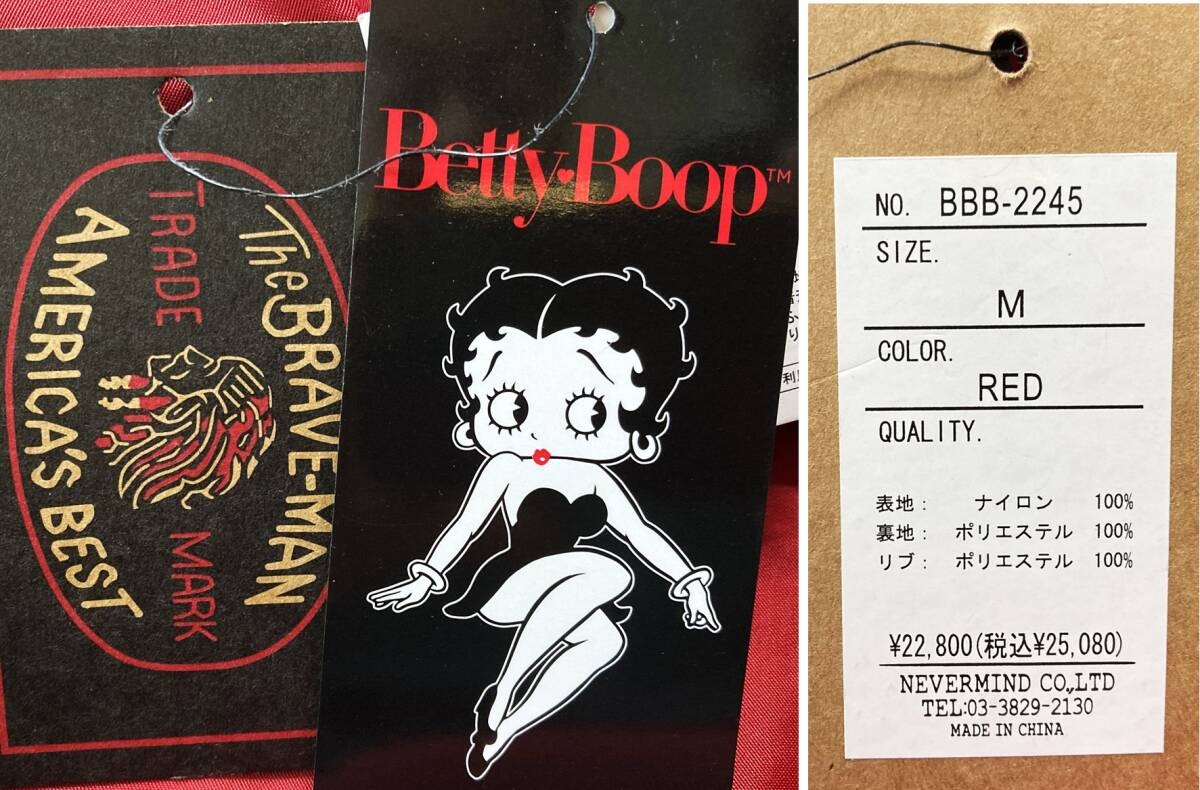 The BRAVE-MAN
TRADE MARK
AMERICA'S BEST
Betty Boop™
利
NO. BBB-2245
SIZE.
M
COLOR.
RED
QUALITY.
表地： ナイロン 100%
裏地： ポリエステル 100%
リブ： ポリエステル 100%
¥22,800(税込¥25,080)
NEVERMIND CO.,LTD
TEL:03-3829-2130
MADE IN CHINA